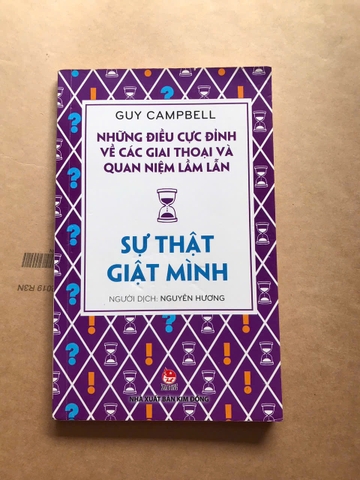 GUY CAMPBELL
NHỮNG ĐIỀU CỰC ĐỈNH
VỀ CÁC GIAI THOẠI VÀ
QUAN NIỆM LẦM LẪN
SỰ THẬT
GIẬT MÌNH
NGƯỜI DỊCH: NGUYÊN HƯƠNG
NHÀ XUẤT BẢN KIM ĐỒNG